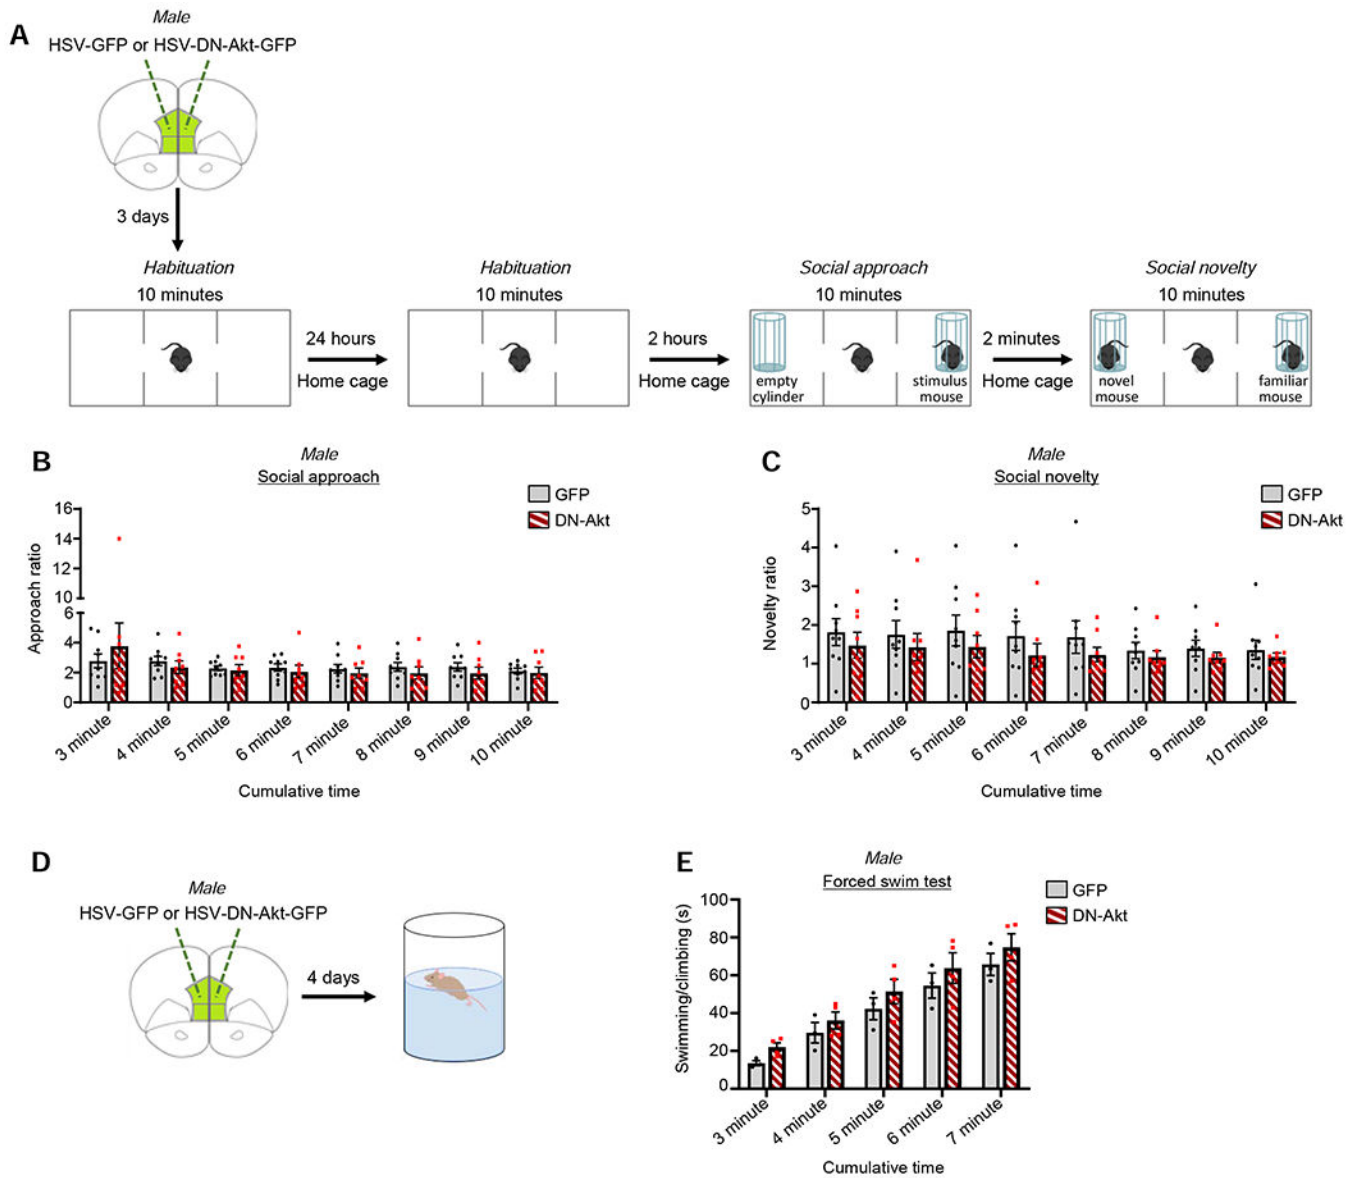 A
Male
HSV-GFP or HSV-DN-Akt-GFP
3 days
Habituation
10 minutes
24 hours
Home cage
Habituation
10 minutes
2 hours
Home cage
Social approach
10 minutes
empty
cylinder
stimulus
mouse
2 minutes
Home cage
Social novelty
10 minutes
novel
mouse
familiar
mouse
B
Male
Social approach
GFP
DN-Akt
Approach ratio
16
14
12
10
6
4
2
0
3 minute
4 minute
5 minute
6 minute
7 minute
8 minute
9 minute
10 minute
Cumulative time
C
Male
Social novelty
GFP
DN-Akt
Novelty ratio
5
4
3
2
1
0
3 minute
4 minute
5 minute
6 minute
7 minute
8 minute
9 minute
10 minute
Cumulative time
D
Male
HSV-GFP or HSV-DN-Akt-GFP
4 days
E
Male
Forced swim test
GFP
DN-Akt
Swimming/climbing (s)
100
80
60
40
20
0
3 minute
4 minute
5 minute
6 minute
7 minute
Cumulative time